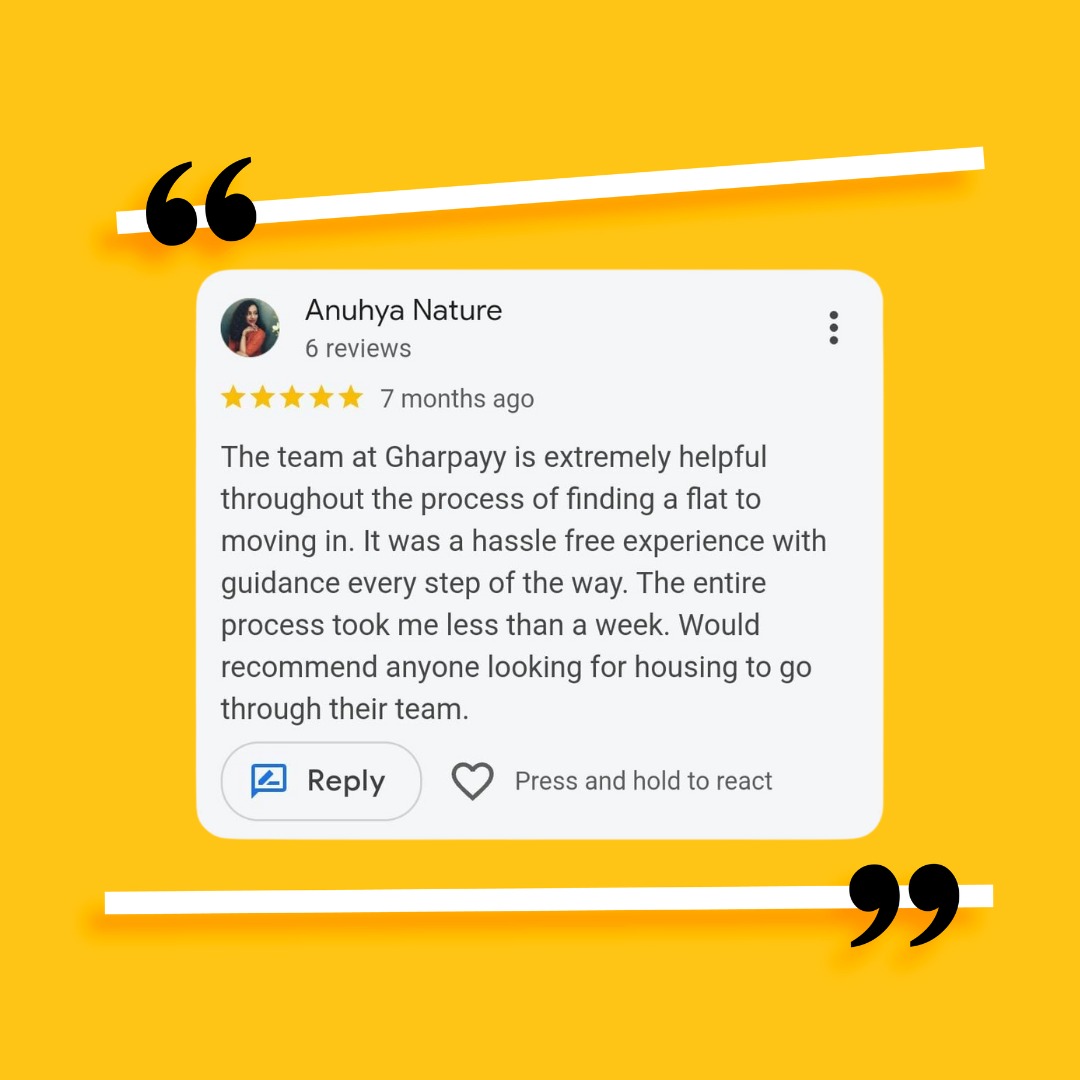 “
Anuhya Nature
6 reviews
7 months ago
The team at Gharpayy is extremely helpful
throughout the process of finding a flat to
moving in. It was a hassle free experience with
guidance every step of the way. The entire
process took me less than a week. Would
recommend anyone looking for housing to go
through their team.
Reply
Press and hold to react
”